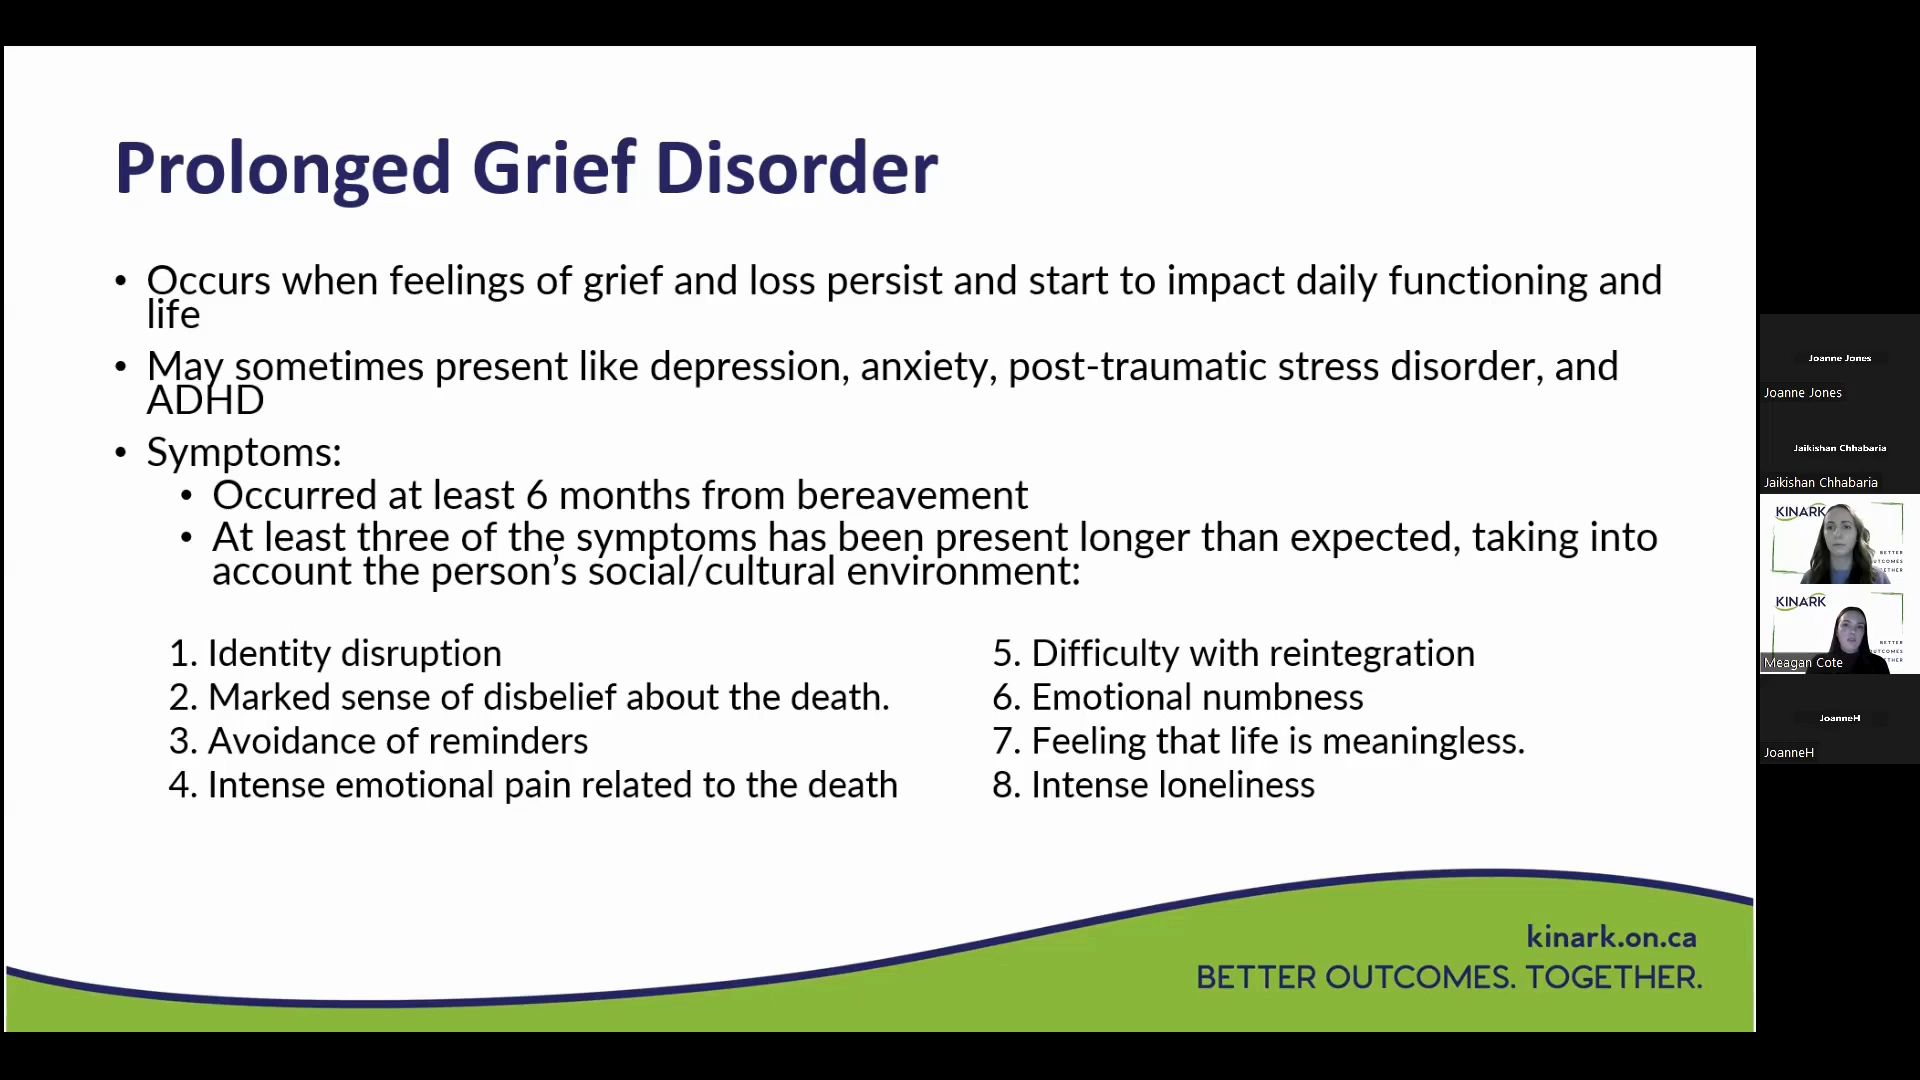 Prolonged Grief Disorder
• Occurs when feelings of grief and loss persist and start to impact daily functioning and
life
• May sometimes present like depression, anxiety, post-traumatic stress disorder, and
ADHD
• Symptoms:
• Occurred at least 6 months from bereavement
• At least three of the symptoms has been present longer than expected, taking into
account the person’s social/cultural environment:
1. Identity disruption
2. Marked sense of disbelief about the death.
3. Avoidance of reminders
4. Intense emotional pain related to the death
5. Difficulty with reintegration
6. Emotional numbness
7. Feeling that life is meaningless.
8. Intense loneliness
kinark.on.ca
BETTER OUTCOMES. TOGETHER.
Joanne Jones
Joanne Jones
Jaikishan Chhabaria
Jaikishan Chhabaria
KINARK
BETTER
KINARK
BETTER
Meagan Cote
JoanneH
JoanneH